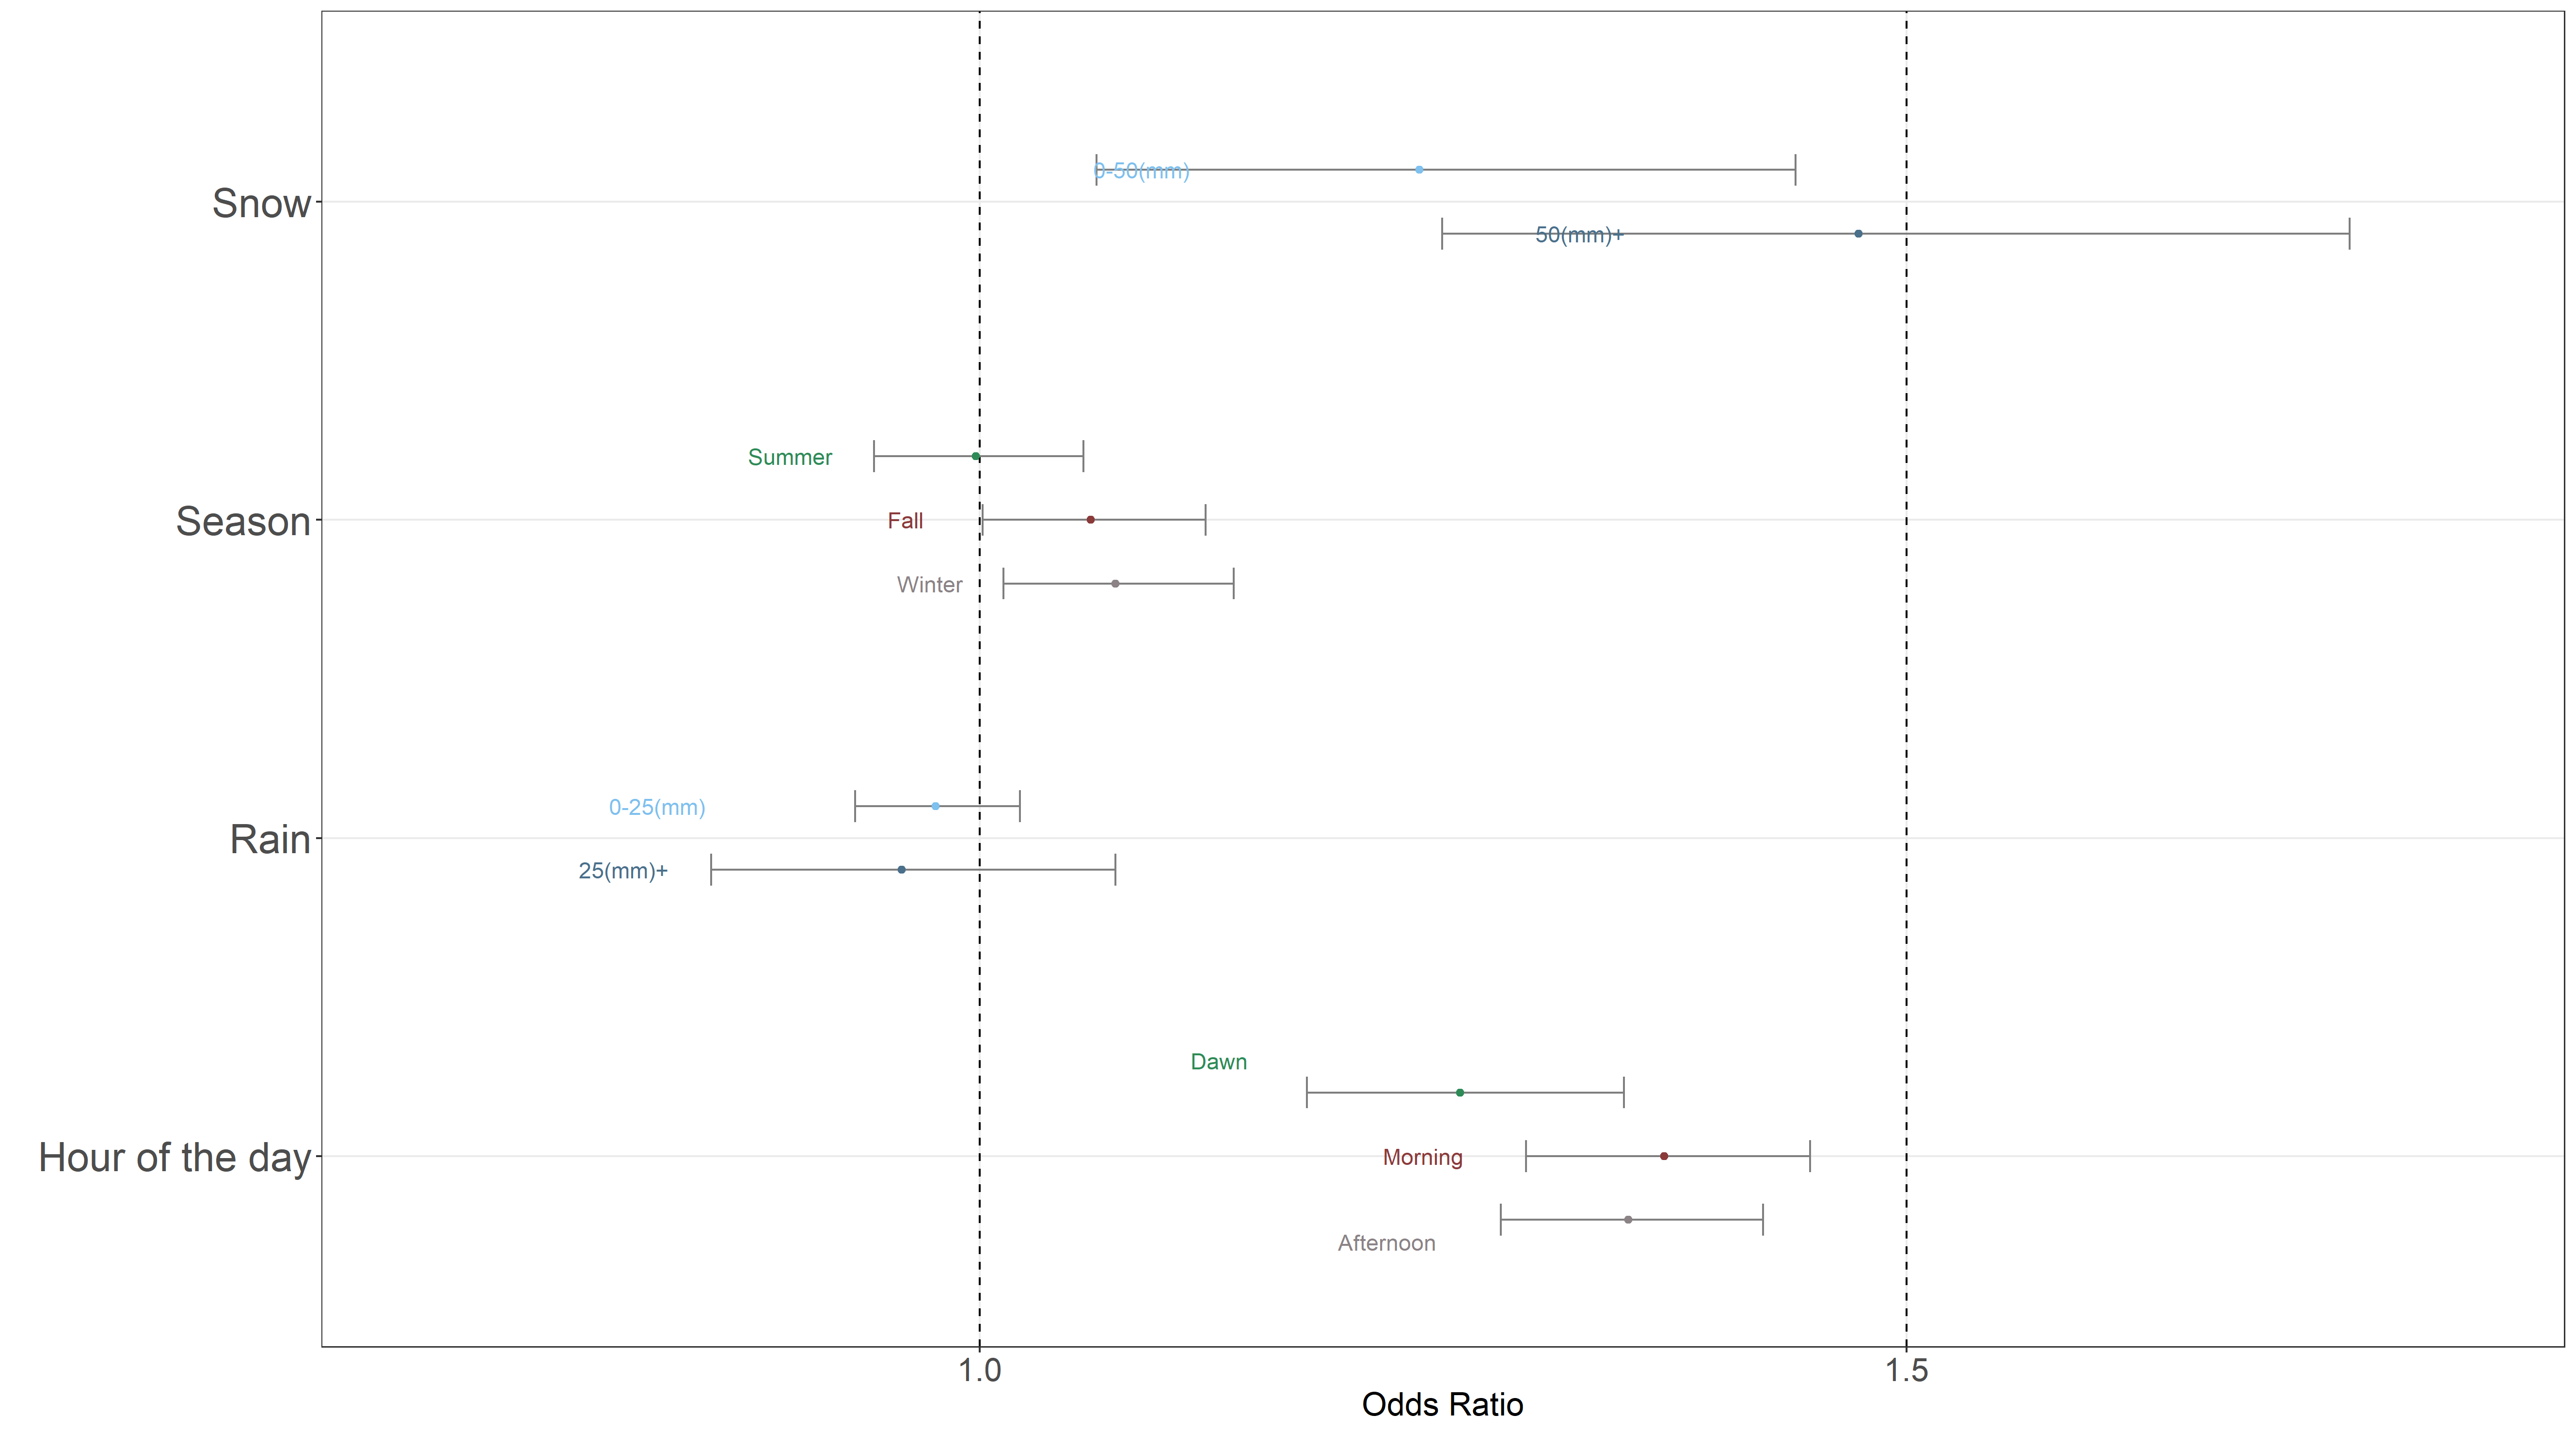 0-50(mm)
Snow
50(mm)+
Summer
Season
Fall
Winter
0-25(mm)
Rain
25(mm)+
Dawn
Hour of the day
Morning
Afternoon
1.0
1.5
Odds Ratio